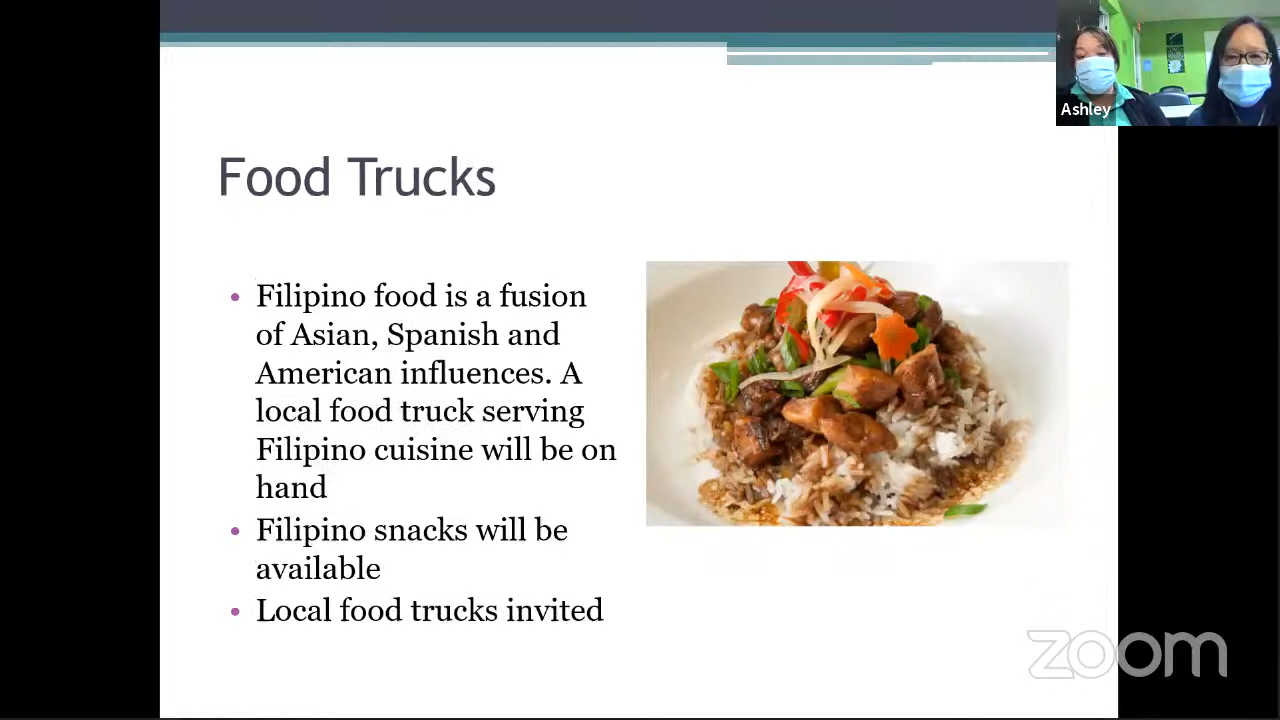 Ashley
Food Trucks
• Filipino food is a fusion
of Asian, Spanish and
American influences. A
local food truck serving
Filipino cuisine will be on
hand
• Filipino snacks will be
available
• Local food trucks invited
zoom